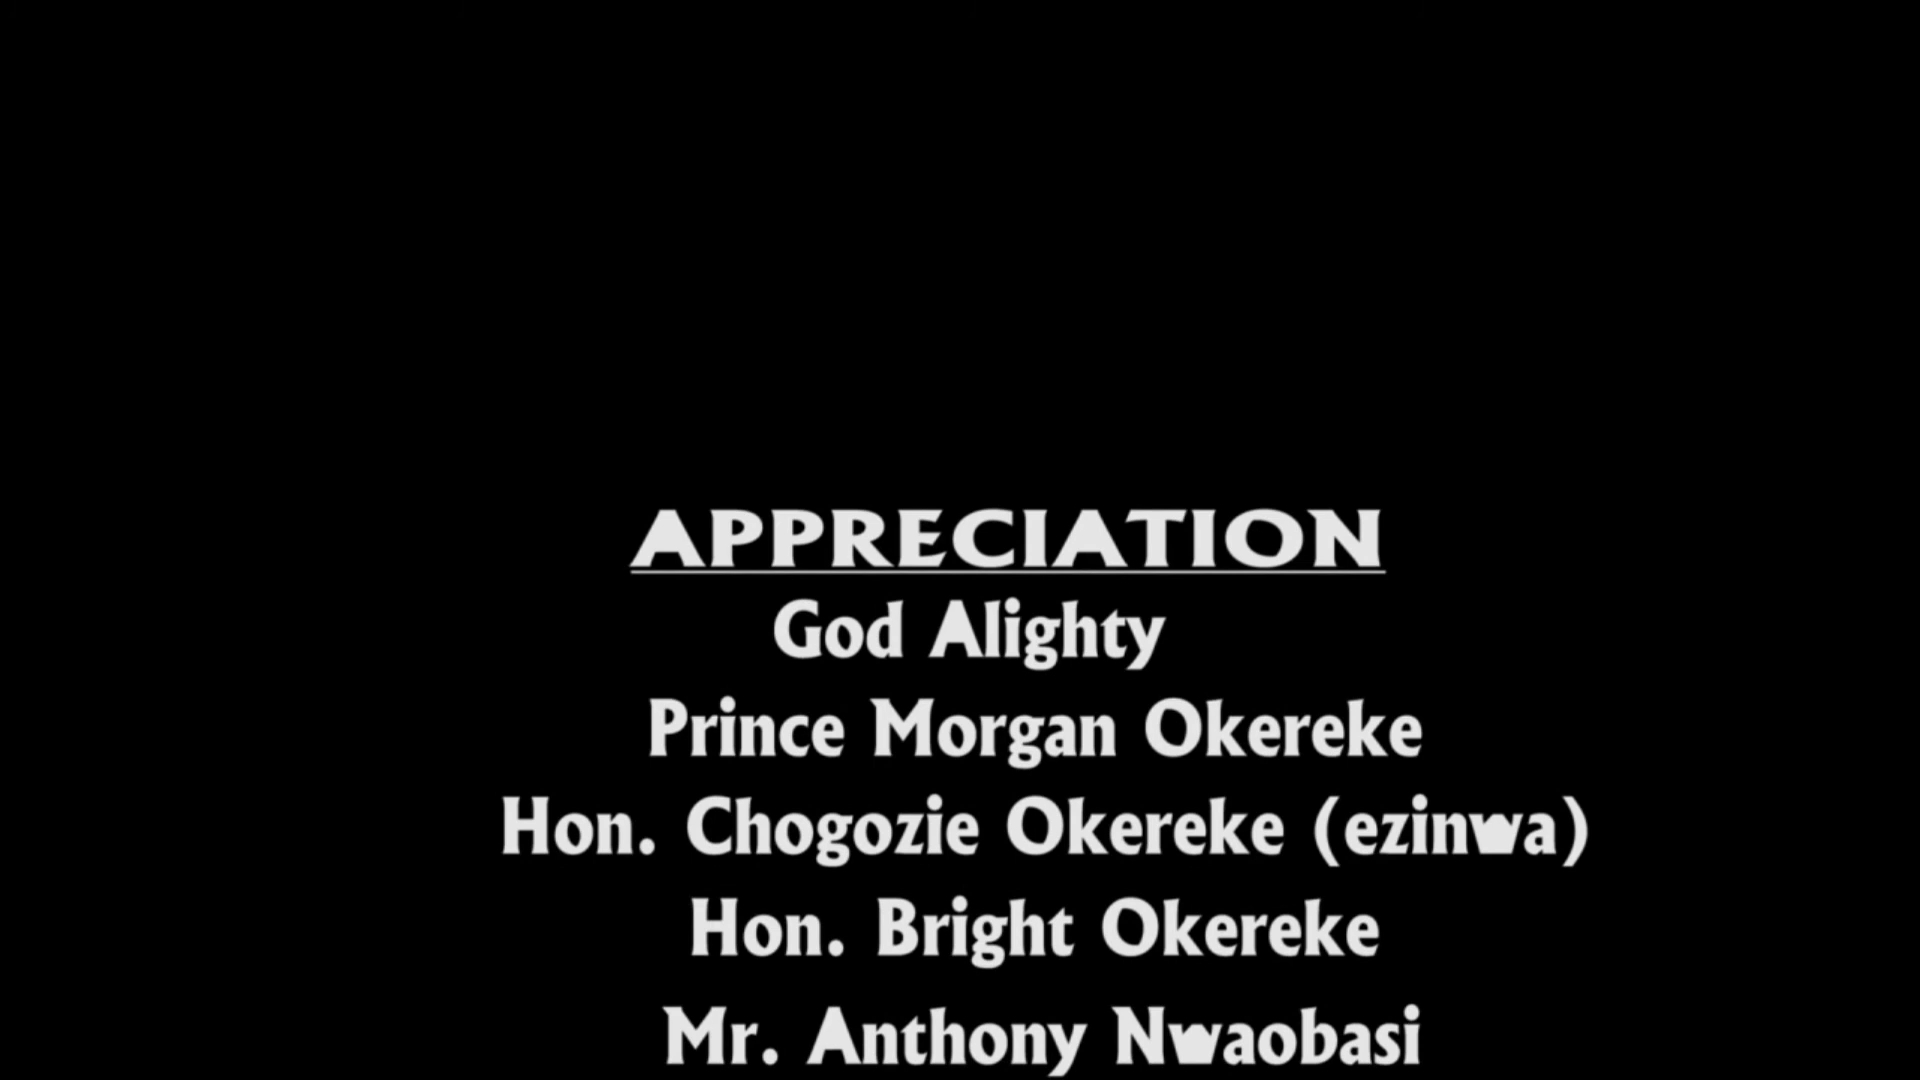 APPRECIATION
God Alighty
Prince Morgan Okereke
Hon. Chogozie Okereke (ezinwa)
Hon. Bright Okereke
Mr. Anthony Nwaobasi